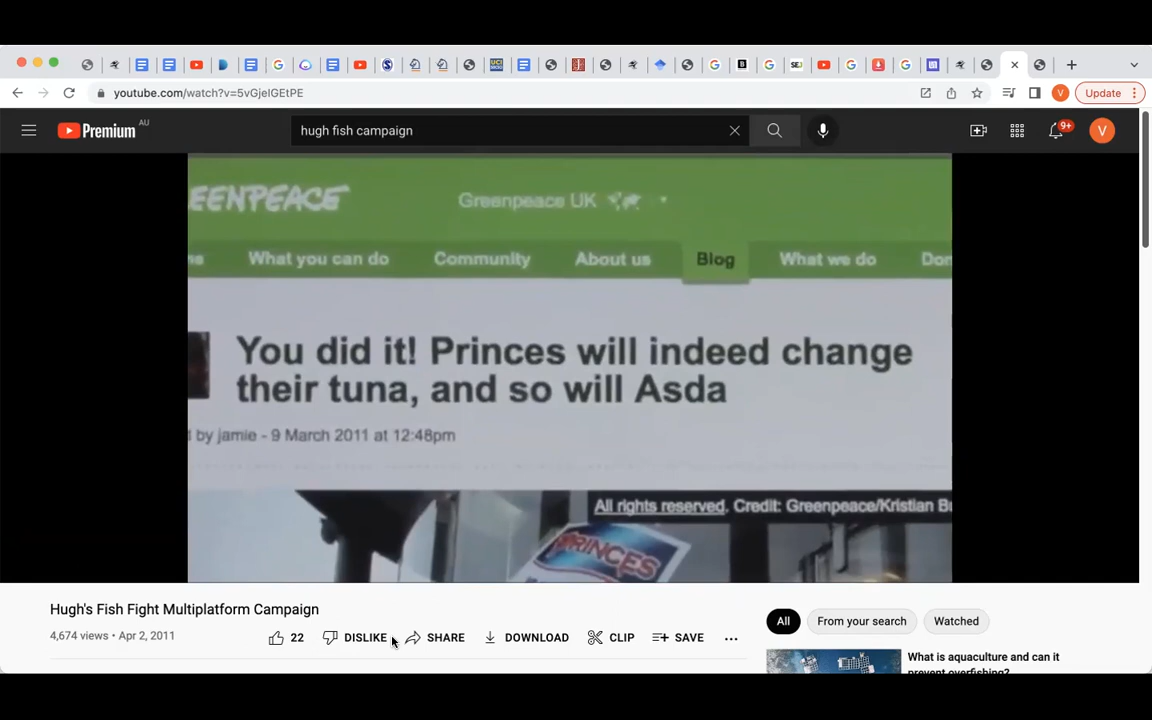 youtube.com/watch?v=5vGjeIGEtPE
V
Update
Premium AU
hugh fish campaign
9+
V
EENPEACE
Greenpeace UK
What you can do
Community
About us
Blog
What we do
You did it! Princes will indeed change
their tuna, and so will Asda
by jamie - 9 March 2011 at 12:48pm
All rights reserved. Credit: Greenpeace/Kristian
PRINCES
Hugh's Fish Fight Multiplatform Campaign
4,674 views • Apr 2, 2011
22
DISLIKE
SHARE
DOWNLOAD
CLIP
SAVE
All
From your search
Watched
What is aquaculture and can it
prevent overfishing?